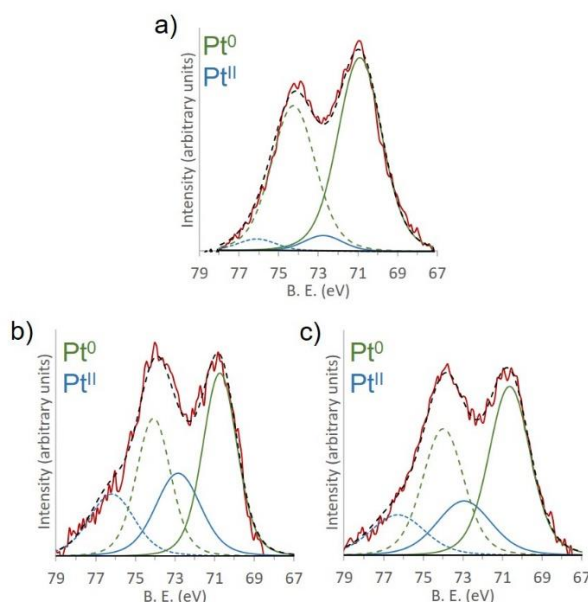 a)
Pt⁰
Ptᴵᴵ
Intensity (arbitrary units)
79 77 75 73 71 69 67
B. E. (eV)
b)
Pt⁰
Ptᴵᴵ
Intensity (arbitrary units)
79 77 75 73 71 69 67
B. E. (eV)
c)
Pt⁰
Ptᴵᴵ
Intensity (arbitrary units)
79 77 75 73 71 69 67
B. E. (eV)